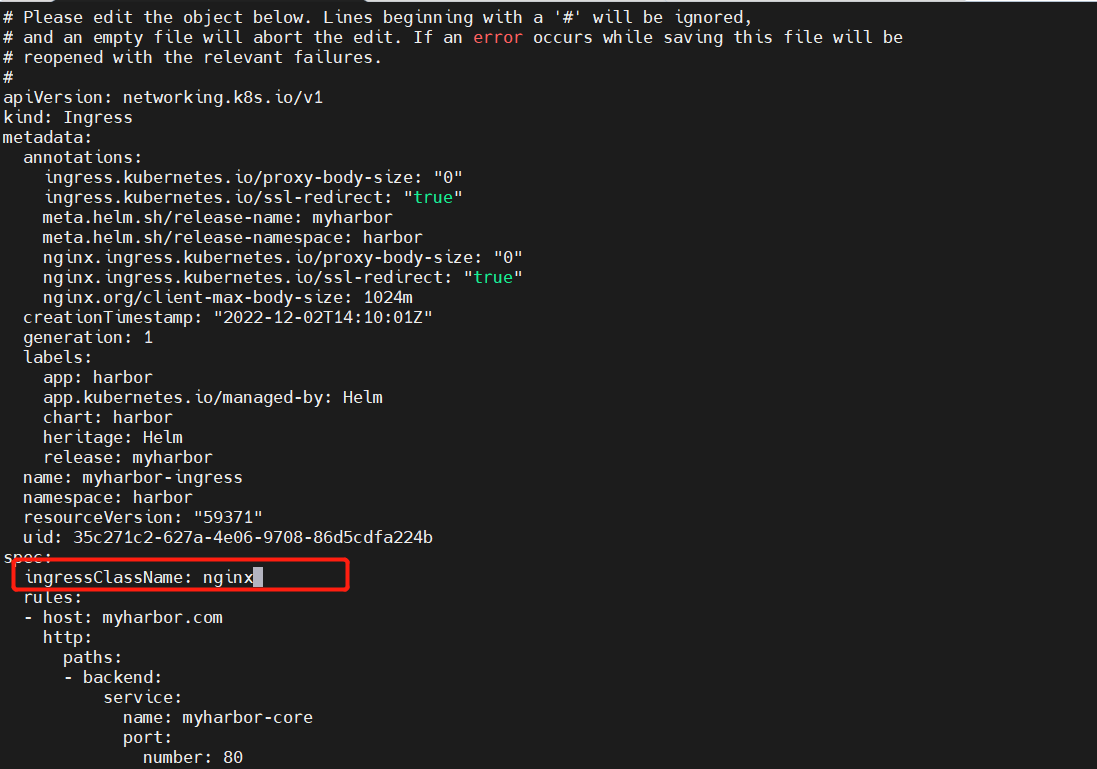 # Please edit the object below. Lines beginning with a '#' will be ignored,
# and an empty file will abort the edit. If an error occurs while saving this file will be
# reopened with the relevant failures.
#
apiVersion: networking.k8s.io/v1
kind: Ingress
metadata:
  annotations:
    ingress.kubernetes.io/proxy-body-size: "0"
    ingress.kubernetes.io/ssl-redirect: "true"
    meta.helm.sh/release-name: myharbor
    meta.helm.sh/release-namespace: harbor
    nginx.ingress.kubernetes.io/proxy-body-size: "0"
    nginx.ingress.kubernetes.io/ssl-redirect: "true"
    nginx.org/client-max-body-size: 1024m
  creationTimestamp: "2022-12-02T14:10:01Z"
  generation: 1
  labels:
    app: harbor
    app.kubernetes.io/managed-by: Helm
    chart: harbor
    heritage: Helm
    release: myharbor
  name: myharbor-ingress
  namespace: harbor
  resourceVersion: "59371"
  uid: 35c271c2-627a-4e06-9708-86d5cdfa224b
spec:
  ingressClassName: nginx
  rules:
  - host: myharbor.com
    http:
      paths:
      - backend:
          service:
            name: myharbor-core
            port:
              number: 80